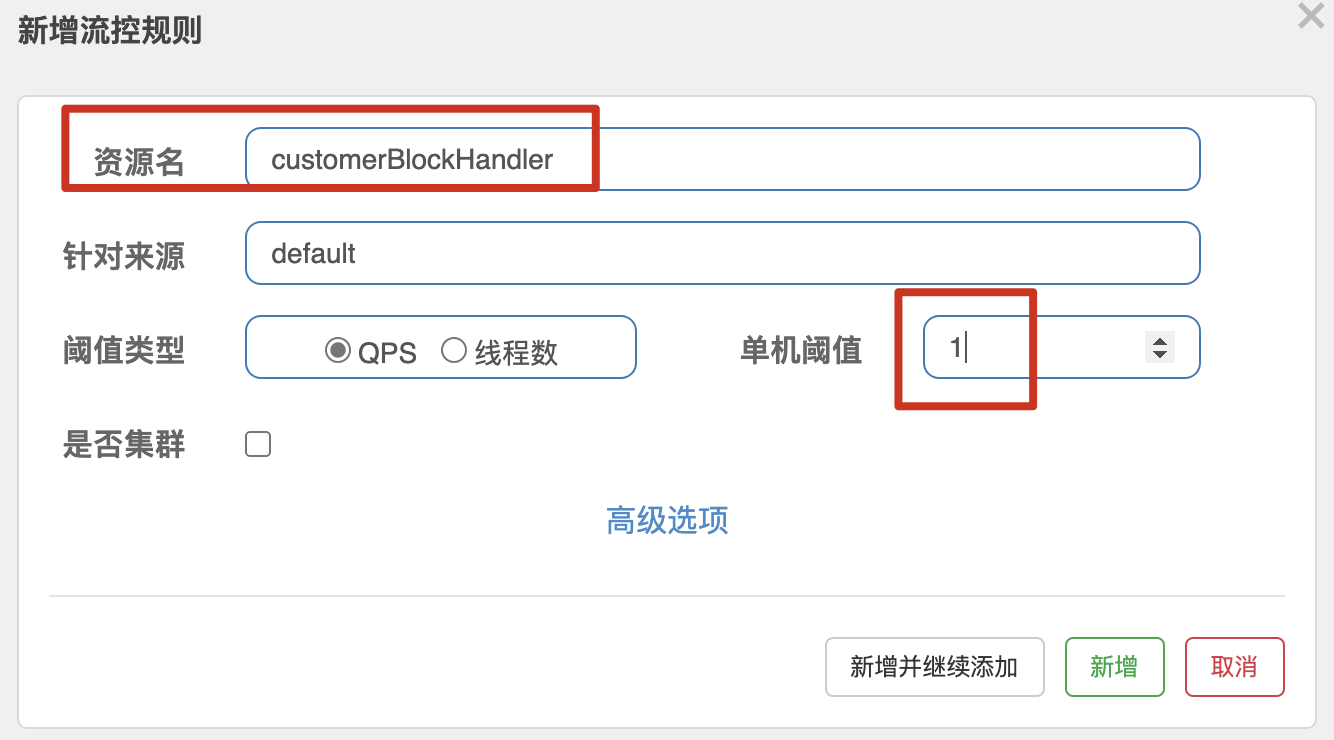 新增流控规则
资源名 customerBlockHandler
针对来源 default
阈值类型 QPS 线程数 单机阈值 1
是否集群
高级选项
新增并继续添加 新增 取消